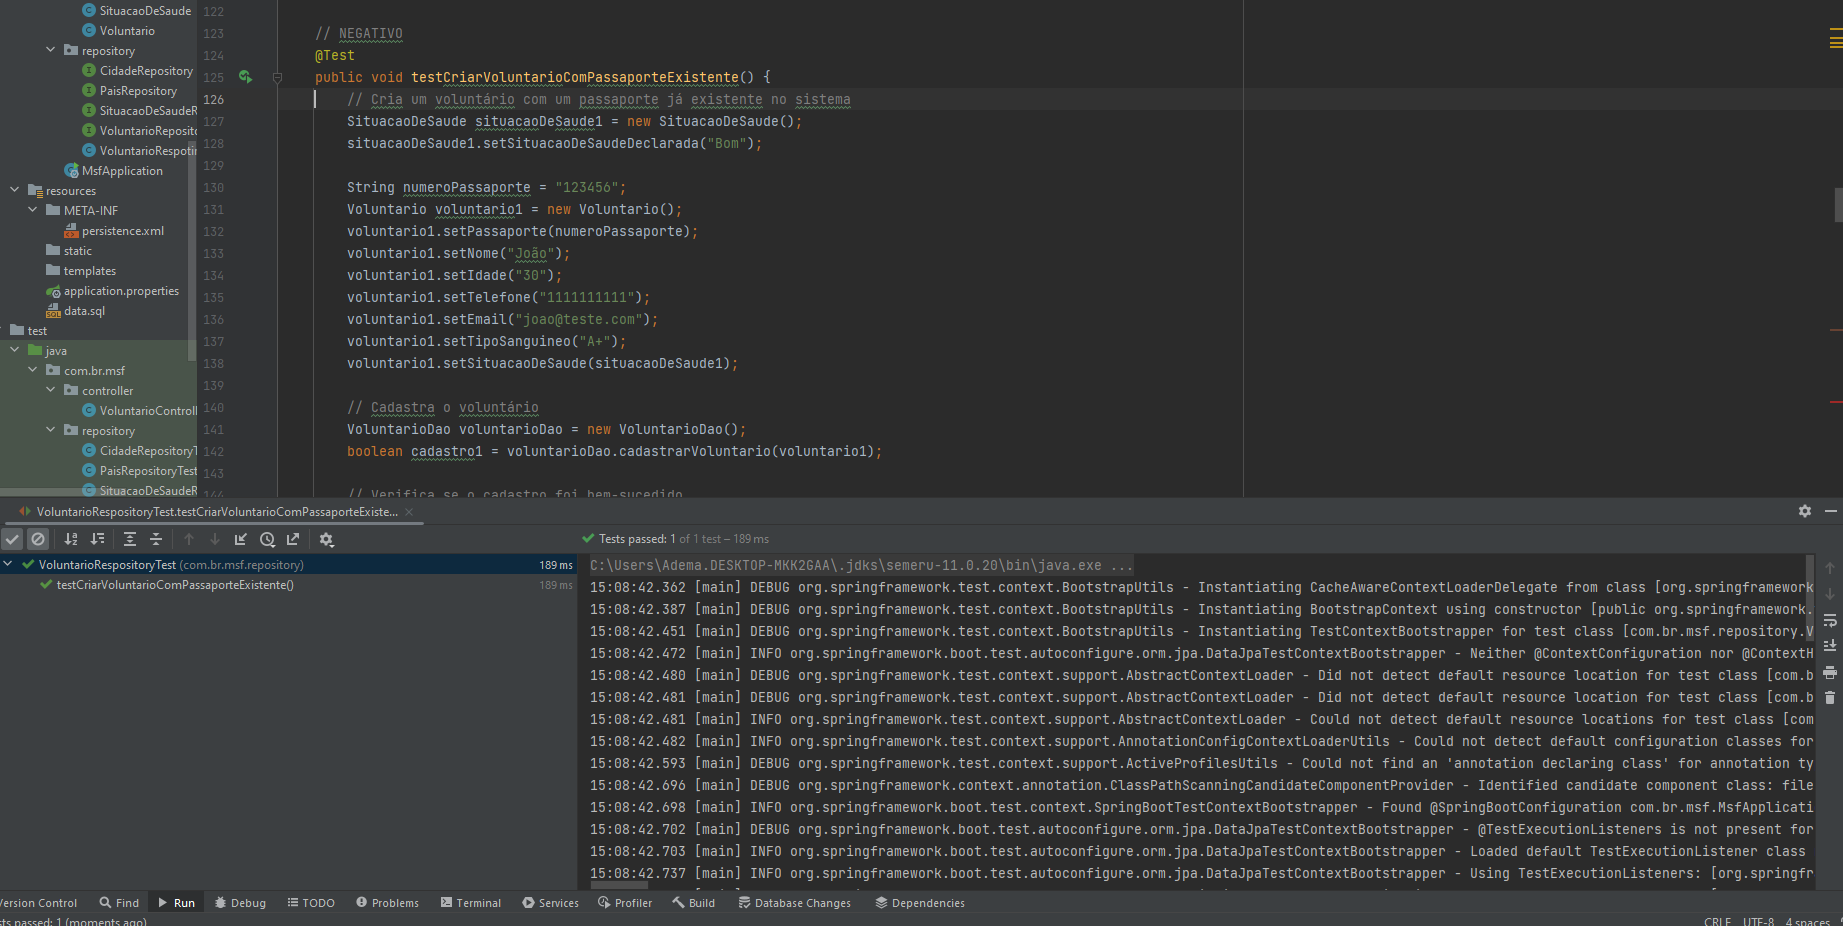 SituacaoDeSaude
Voluntario
repository
CidadeRepository
PaisRepository
SituacaoDeSaudeR
VoluntarioReposito
VoluntarioRespotir
MsfApplication
resources
META-INF
persistence.xml
static
templates
application.properties
data.sql
test
java
com.br.msf
controller
VoluntarioControll
repository
CidadeRepositoryT
PaisRepositoryTest
SituacaoDeSaudeR
122
123 // NEGATIVO
124 @Test
125 public void testCriarVoluntarioComPassaporteExistente() {
126 // Cria um voluntário com um passaporte já existente no sistema
127 SituacaoDeSaude situacaoDeSaude1 = new SituacaoDeSaude();
128 situacaoDeSaude1.setSituacaoDeSaudeDeclarada("Bom");
129
130 String numeroPassaporte = "123456";
131 Voluntario voluntario1 = new Voluntario();
132 voluntario1.setPassaporte(numeroPassaporte);
133 voluntario1.setNome("João");
134 voluntario1.setIdade("30");
135 voluntario1.setTelefone("1111111111");
136 voluntario1.setEmail("joao@teste.com");
137 voluntario1.setTipoSanguineo("A+");
138 voluntario1.setSituacaoDeSaude(situacaoDeSaude1);
139
140 // Cadastra o voluntário
141 VoluntarioDao voluntarioDao = new VoluntarioDao();
142 boolean cadastro1 = voluntarioDao.cadastrarVoluntario(voluntario1);
143
144 // Verifica se o cadastro foi bem-sucedido
VoluntarioRespositoryTest.testCriarVoluntarioComPassaporteExiste...
Tests passed: 1 of 1 test – 189 ms
VoluntarioRespositoryTest (com.br.msf.repository) 189 ms
testCriarVoluntarioComPassaporteExistente() 189 ms
C:\Users\Adema.DESKTOP-MKK2GAA\.jdks\semeru-11.0.20\bin\java.exe ...
15:08:42.362 [main] DEBUG org.springframework.test.context.BootstrapUtils - Instantiating CacheAwareContextLoaderDelegate from class [org.springframework
15:08:42.387 [main] DEBUG org.springframework.test.context.BootstrapUtils - Instantiating BootstrapContext using constructor [public org.springframework.
15:08:42.451 [main] DEBUG org.springframework.test.context.BootstrapUtils - Instantiating TestContextBootstrapper for test class [com.br.msf.repository.V
15:08:42.472 [main] INFO org.springframework.boot.test.autoconfigure.orm.jpa.DataJpaTestContextBootstrapper - Neither @ContextConfiguration nor @ContextH
15:08:42.480 [main] DEBUG org.springframework.test.context.support.AbstractContextLoader - Did not detect default resource location for test class [com.b
15:08:42.481 [main] DEBUG org.springframework.test.context.support.AbstractContextLoader - Did not detect default resource location for test class [com.b
15:08:42.481 [main] INFO org.springframework.test.context.support.AbstractContextLoader - Could not detect default resource locations for test class [com
15:08:42.482 [main] INFO org.springframework.test.context.support.AnnotationConfigContextLoaderUtils - Could not detect default configuration classes for
15:08:42.593 [main] DEBUG org.springframework.test.context.support.ActiveProfilesUtils - Could not find an 'annotation declaring class' for annotation ty
15:08:42.696 [main] DEBUG org.springframework.context.annotation.ClassPathScanningCandidateComponentProvider - Identified candidate component class: file
15:08:42.698 [main] INFO org.springframework.boot.test.context.SpringBootTestContextBootstrapper - Found @SpringBootConfiguration com.br.msf.MsfApplicati
15:08:42.702 [main] DEBUG org.springframework.boot.test.autoconfigure.orm.jpa.DataJpaTestContextBootstrapper - @TestExecutionListeners is not present for
15:08:42.703 [main] INFO org.springframework.boot.test.autoconfigure.orm.jpa.DataJpaTestContextBootstrapper - Loaded default TestExecutionListener class
15:08:42.737 [main] INFO org.springframework.boot.test.autoconfigure.orm.jpa.DataJpaTestContextBootstrapper - Using TestExecutionListeners: [org.springfr
ersion Control Find Run Debug TODO Problems Terminal Services Profiler Build Database Changes Dependencies
sts passed: 1 (moments ago) CRLF UTF-8 4 spaces